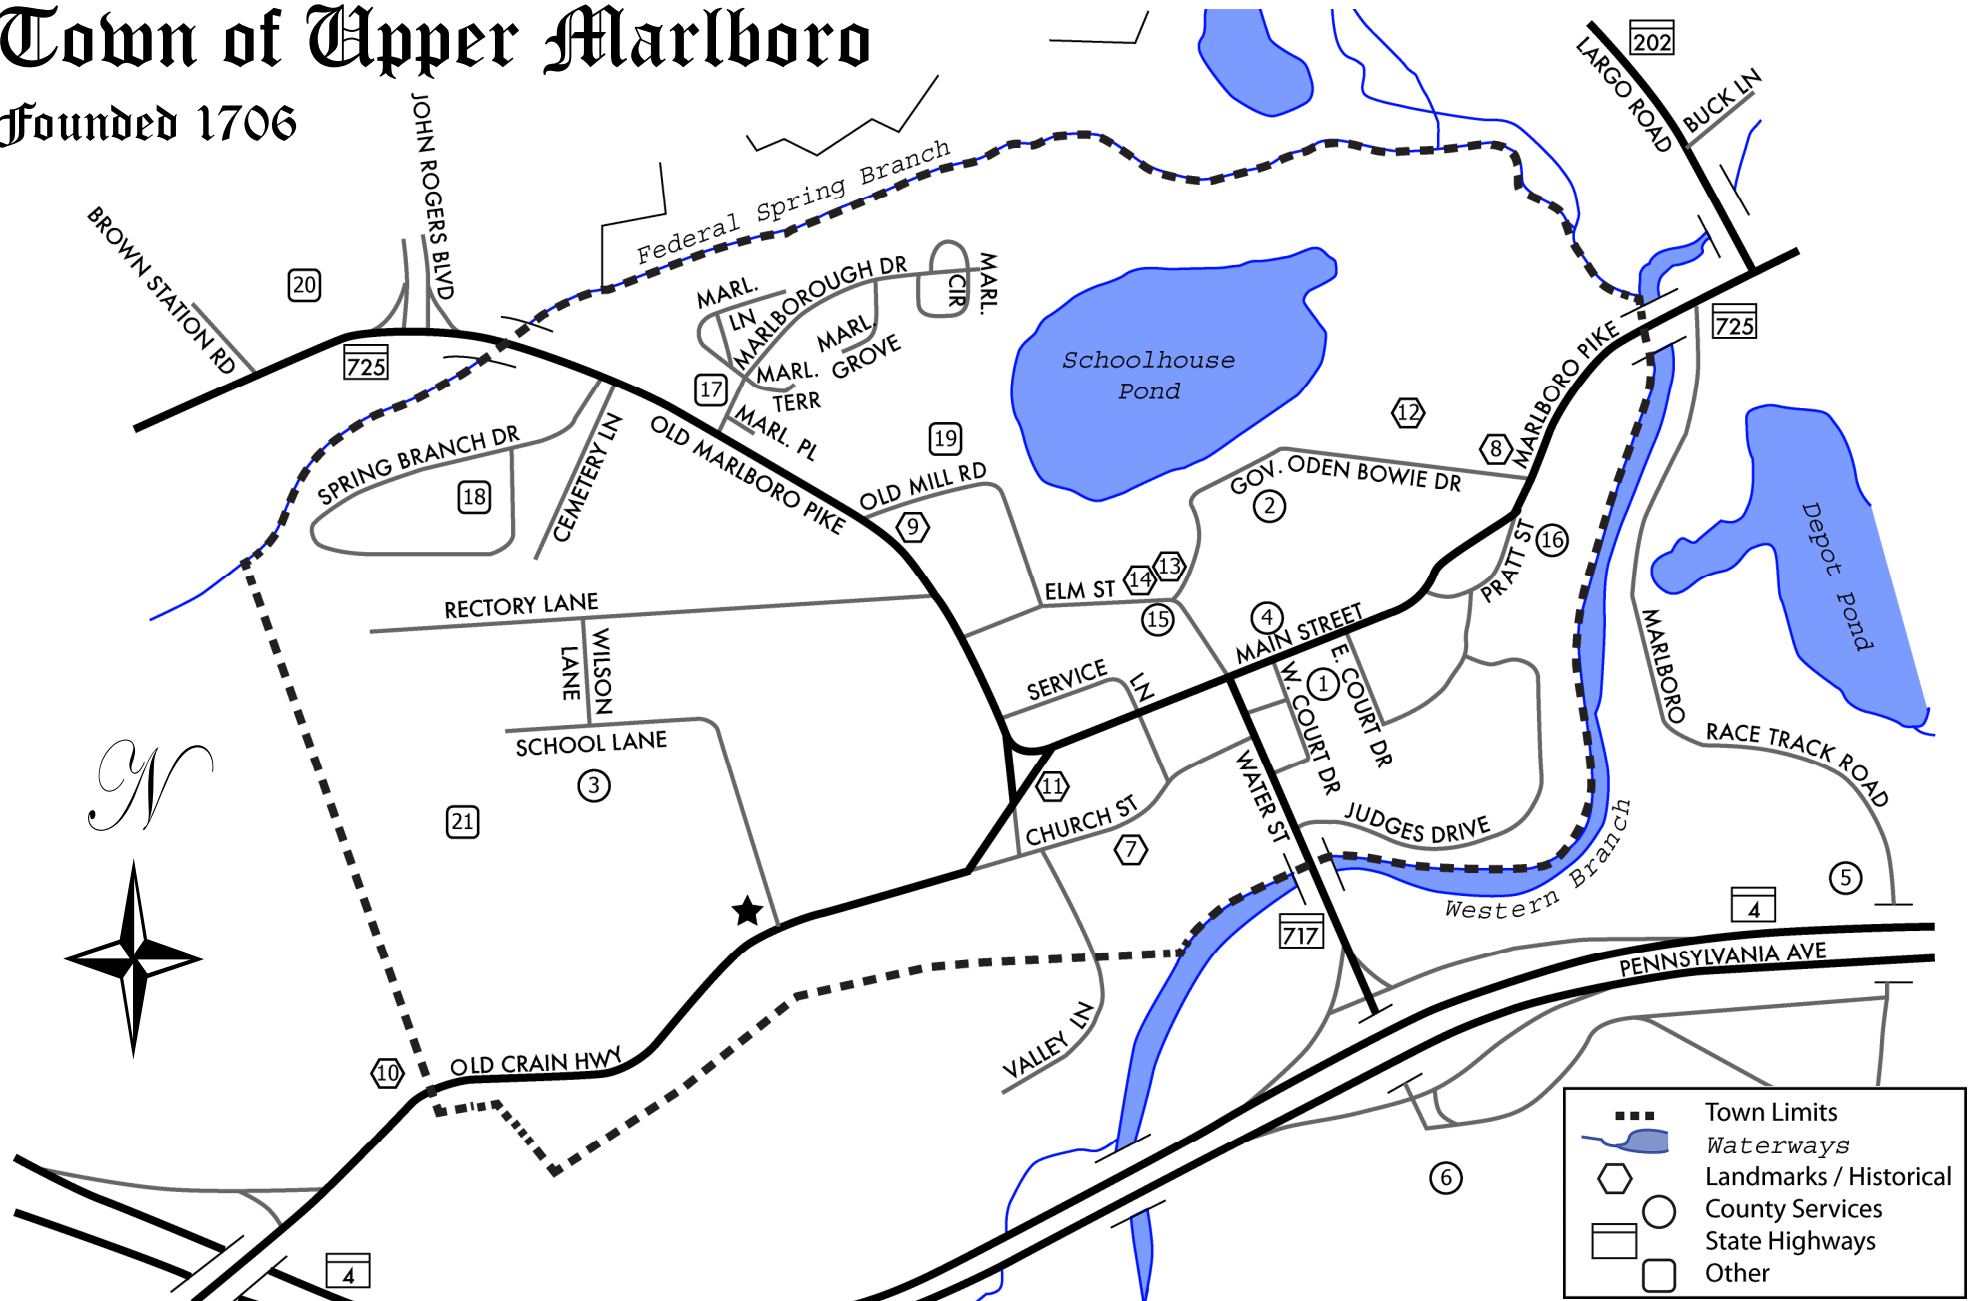 Town of Upper Marlboro
Founded 1706
202
LARGO ROAD
BUCK LN
JOHN ROGERS BLVD
BROWN STATION RD
20
725
Federal Spring Branch
MARL.
LN
MARLBOROUGH DR
MARL.
CIR
MARL.
GROVE
MARL.
TERR
MARL. PL
17
Schoolhouse
Pond
725
MARLBORO PIKE
12
8
19
OLD MILL RD
9
OLD MARLBORO PIKE
SPRING BRANCH DR
18
CEMETERY LN
GOV. ODEN BOWIE DR
2
16
PRATT ST
Depot Pond
13
14
ELM ST
15
4
MAIN STREET
RECTORY LANE
WILSON
LANE
SCHOOL LANE
3
21
SERVICE
LN
1
W. COURT DR
E. COURT DR
MARLBORO
RACE TRACK ROAD
N
11
CHURCH ST
7
WATER ST
JUDGES DRIVE
Western Branch
5
4
717
PENNSYLVANIA AVE
VALLEY LN
10
OLD CRAIN HWY
6
4
Town Limits
Waterways
Landmarks / Historical
County Services
State Highways
Other